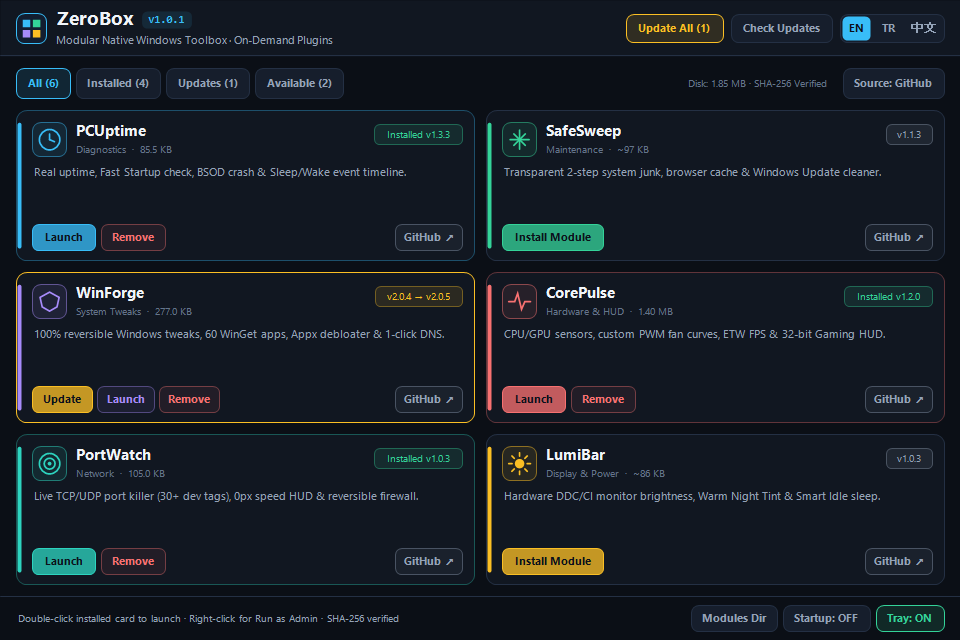 ZeroBox v1.0.1
Modular Native Windows Toolbox · On-Demand Plugins
Update All (1) Check Updates EN TR 中文
All (6) Installed (4) Updates (1) Available (2)
Disk: 1.85 MB · SHA-256 Verified Source: GitHub
PCUptime Installed v1.3.3
Diagnostics · 85.5 KB
Real uptime, Fast Startup check, BSOD crash & Sleep/Wake event timeline.
Launch Remove GitHub ↗
SafeSweep v1.1.3
Maintenance · ~97 KB
Transparent 2-step system junk, browser cache & Windows Update cleaner.
Install Module GitHub ↗
WinForge v2.0.4 → v2.0.5
System Tweaks · 277.0 KB
100% reversible Windows tweaks, 60 WinGet apps, Appx debloater & 1-click DNS.
Update Launch Remove GitHub ↗
CorePulse Installed v1.2.0
Hardware & HUD · 1.40 MB
CPU/GPU sensors, custom PWM fan curves, ETW FPS & 32-bit Gaming HUD.
Launch Remove GitHub ↗
PortWatch Installed v1.0.3
Network · 105.0 KB
Live TCP/UDP port killer (30+ dev tags), 0px speed HUD & reversible firewall.
Launch Remove GitHub ↗
LumiBar v1.0.3
Display & Power · ~86 KB
Hardware DDC/CI monitor brightness, Warm Night Tint & Smart Idle sleep.
Install Module GitHub ↗
Double-click installed card to launch · Right-click for Run as Admin · SHA-256 verified
Modules Dir Startup: OFF Tray: ON